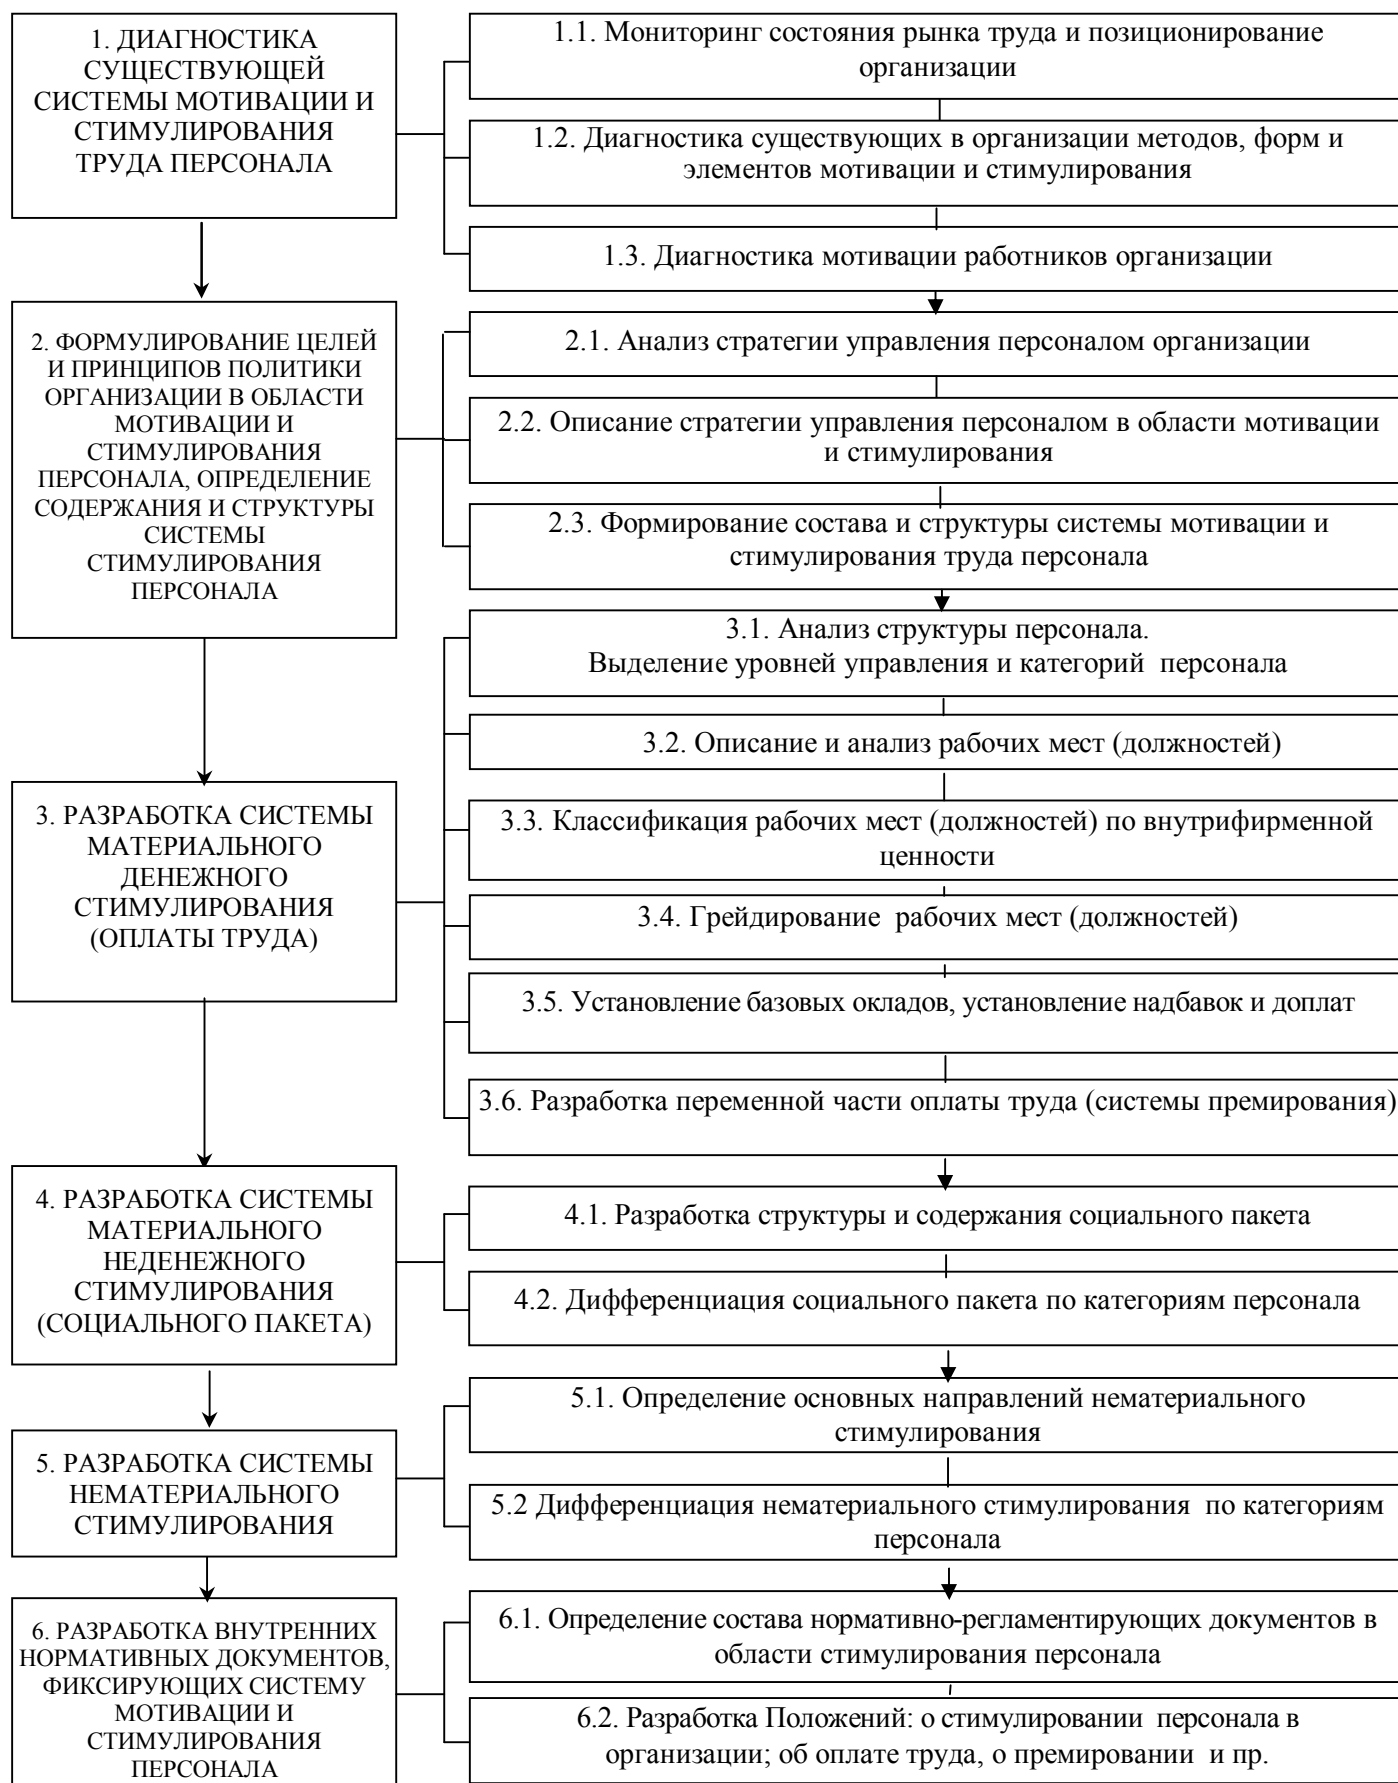 1. ДИАГНОСТИКА
СУЩЕСТВУЮЩЕЙ
СИСТЕМЫ МОТИВАЦИИ И
СТИМУЛИРОВАНИЯ
ТРУДА ПЕРСОНАЛА
1.1. Мониторинг состояния рынка труда и позиционирование
организации
1.2. Диагностика существующих в организации методов, форм и
элементов мотивации и стимулирования
1.3. Диагностика мотивации работников организации
2. ФОРМУЛИРОВАНИЕ ЦЕЛЕЙ
И ПРИНЦИПОВ ПОЛИТИКИ
ОРГАНИЗАЦИИ В ОБЛАСТИ
МОТИВАЦИИ И
СТИМУЛИРОВАНИЯ
ПЕРСОНАЛА, ОПРЕДЕЛЕНИЕ
СОДЕРЖАНИЯ И СТРУКТУРЫ
СИСТЕМЫ
СТИМУЛИРОВАНИЯ
ПЕРСОНАЛА
2.1. Анализ стратегии управления персоналом организации
2.2. Описание стратегии управления персоналом в области мотивации
и стимулирования
2.3. Формирование состава и структуры системы мотивации и
стимулирования труда персонала
3. РАЗРАБОТКА СИСТЕМЫ
МАТЕРИАЛЬНОГО
ДЕНЕЖНОГО
СТИМУЛИРОВАНИЯ
(ОПЛАТЫ ТРУДА)
3.1. Анализ структуры персонала.
Выделение уровней управления и категорий персонала
3.2. Описание и анализ рабочих мест (должностей)
3.3. Классификация рабочих мест (должностей) по внутрифирменной
ценности
3.4. Грейдирование рабочих мест (должностей)
3.5. Установление базовых окладов, установление надбавок и доплат
3.6. Разработка переменной части оплаты труда (системы премирования)
4. РАЗРАБОТКА СИСТЕМЫ
МАТЕРИАЛЬНОГО
НЕДЕНЕЖНОГО
СТИМУЛИРОВАНИЯ
(СОЦИАЛЬНОГО ПАКЕТА)
4.1. Разработка структуры и содержания социального пакета
4.2. Дифференциация социального пакета по категориям персонала
5. РАЗРАБОТКА СИСТЕМЫ
НЕМАТЕРИАЛЬНОГО
СТИМУЛИРОВАНИЯ
5.1. Определение основных направлений нематериального
стимулирования
5.2 Дифференциация нематериального стимулирования по категориям
персонала
6. РАЗРАБОТКА ВНУТРЕННИХ
НОРМАТИВНЫХ ДОКУМЕНТОВ,
ФИКСИРУЮЩИХ СИСТЕМУ
МОТИВАЦИИ И
СТИМУЛИРОВАНИЯ
ПЕРСОНАЛА
6.1. Определение состава нормативно-регламентирующих документов в
области стимулирования персонала
6.2. Разработка Положений: о стимулировании персонала в
организации; об оплате труда, о премировании и пр.